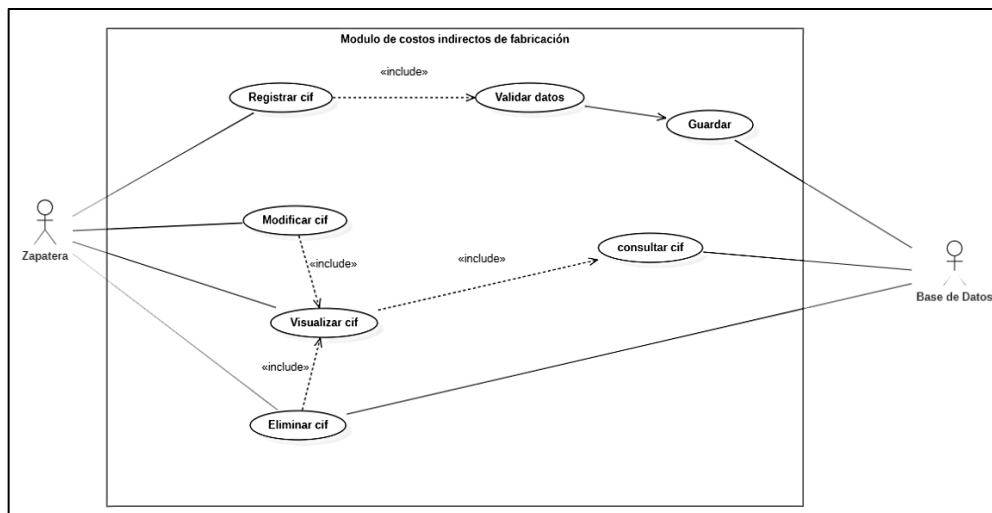 Modulo de costos indirectos de fabricación
«include»
Registrar cif
Validar datos
Guardar
Modificar cif
Zapatera
consultar cif
«include»
«include»
Base de Datos
Visualizar cif
«include»
Eliminar cif